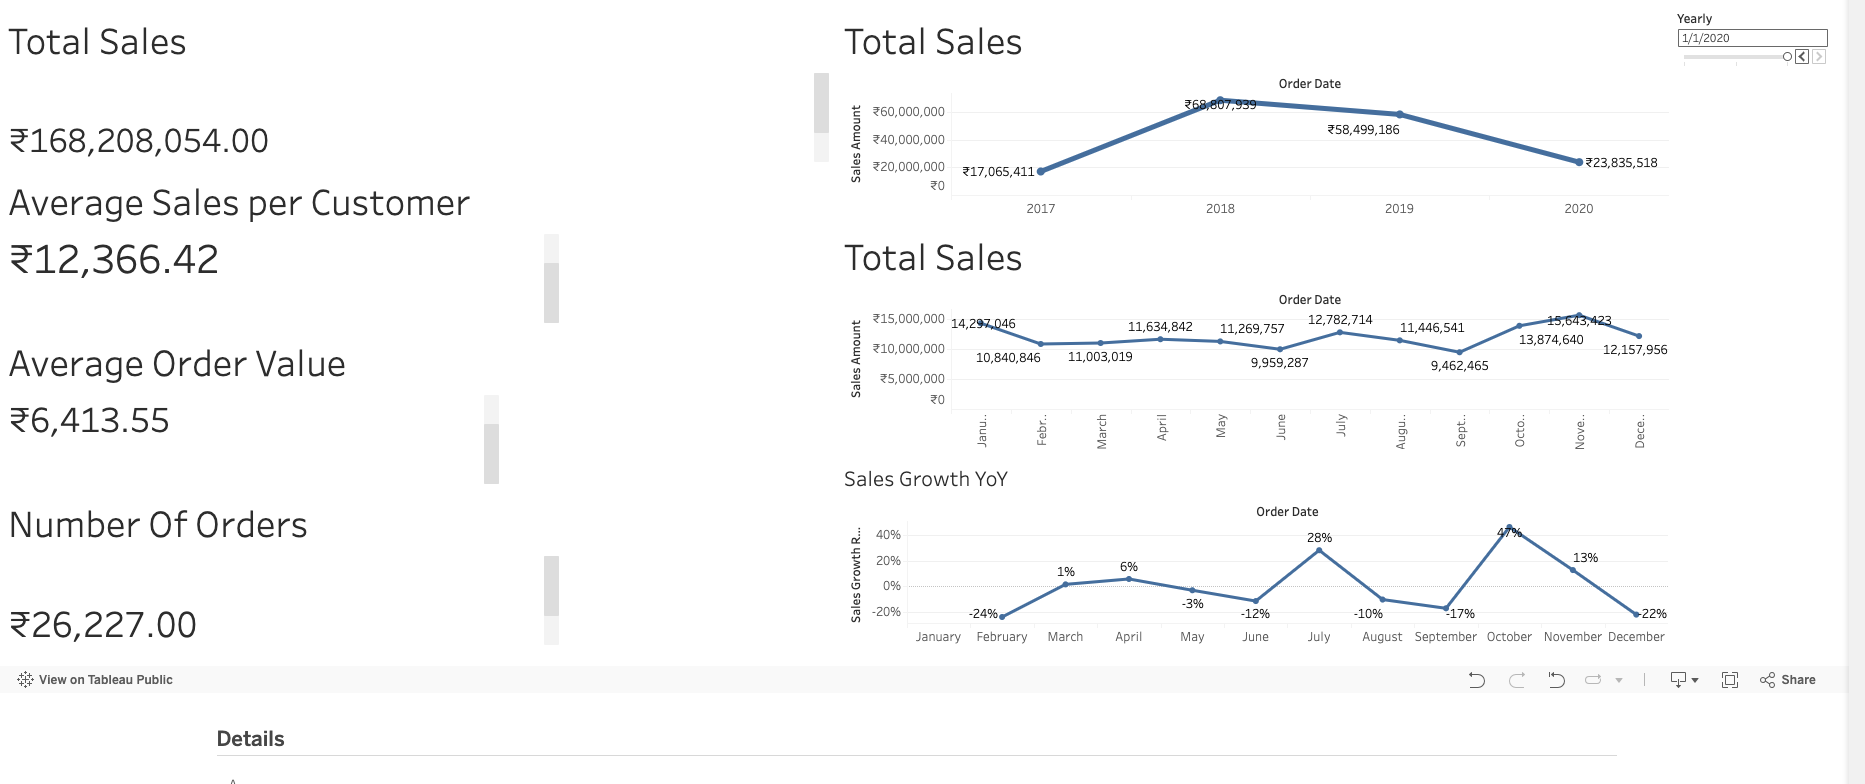 Total Sales
₹168,208,054.00
Average Sales per Customer
₹12,366.42
Average Order Value
₹6,413.55
Number Of Orders
₹26,227.00
Total Sales
Order Date
Sales Amount
₹60,000,000
₹40,000,000
₹20,000,000
₹0
₹17,065,411
₹68,807,939
₹58,499,186
₹23,835,518
2017 2018 2019 2020
Yearly
1/1/2020
Total Sales
Order Date
Sales Amount
₹15,000,000
₹10,000,000
₹5,000,000
₹0
14,297,046
10,840,846
11,003,019
11,634,842
11,269,757
9,959,287
12,782,714
11,446,541
9,462,465
13,874,640
15,643,423
12,157,956
Janu.. Febr.. March April May June July Augu.. Sept.. Octo.. Nove.. Dece..
Sales Growth YoY
Order Date
Sales Growth R...
40%
20%
0%
-20%
-24%
1%
6%
-3%
-12%
28%
-10%
-17%
47%
13%
-22%
January February March April May June July August September October November December
View on Tableau Public
Share
Details